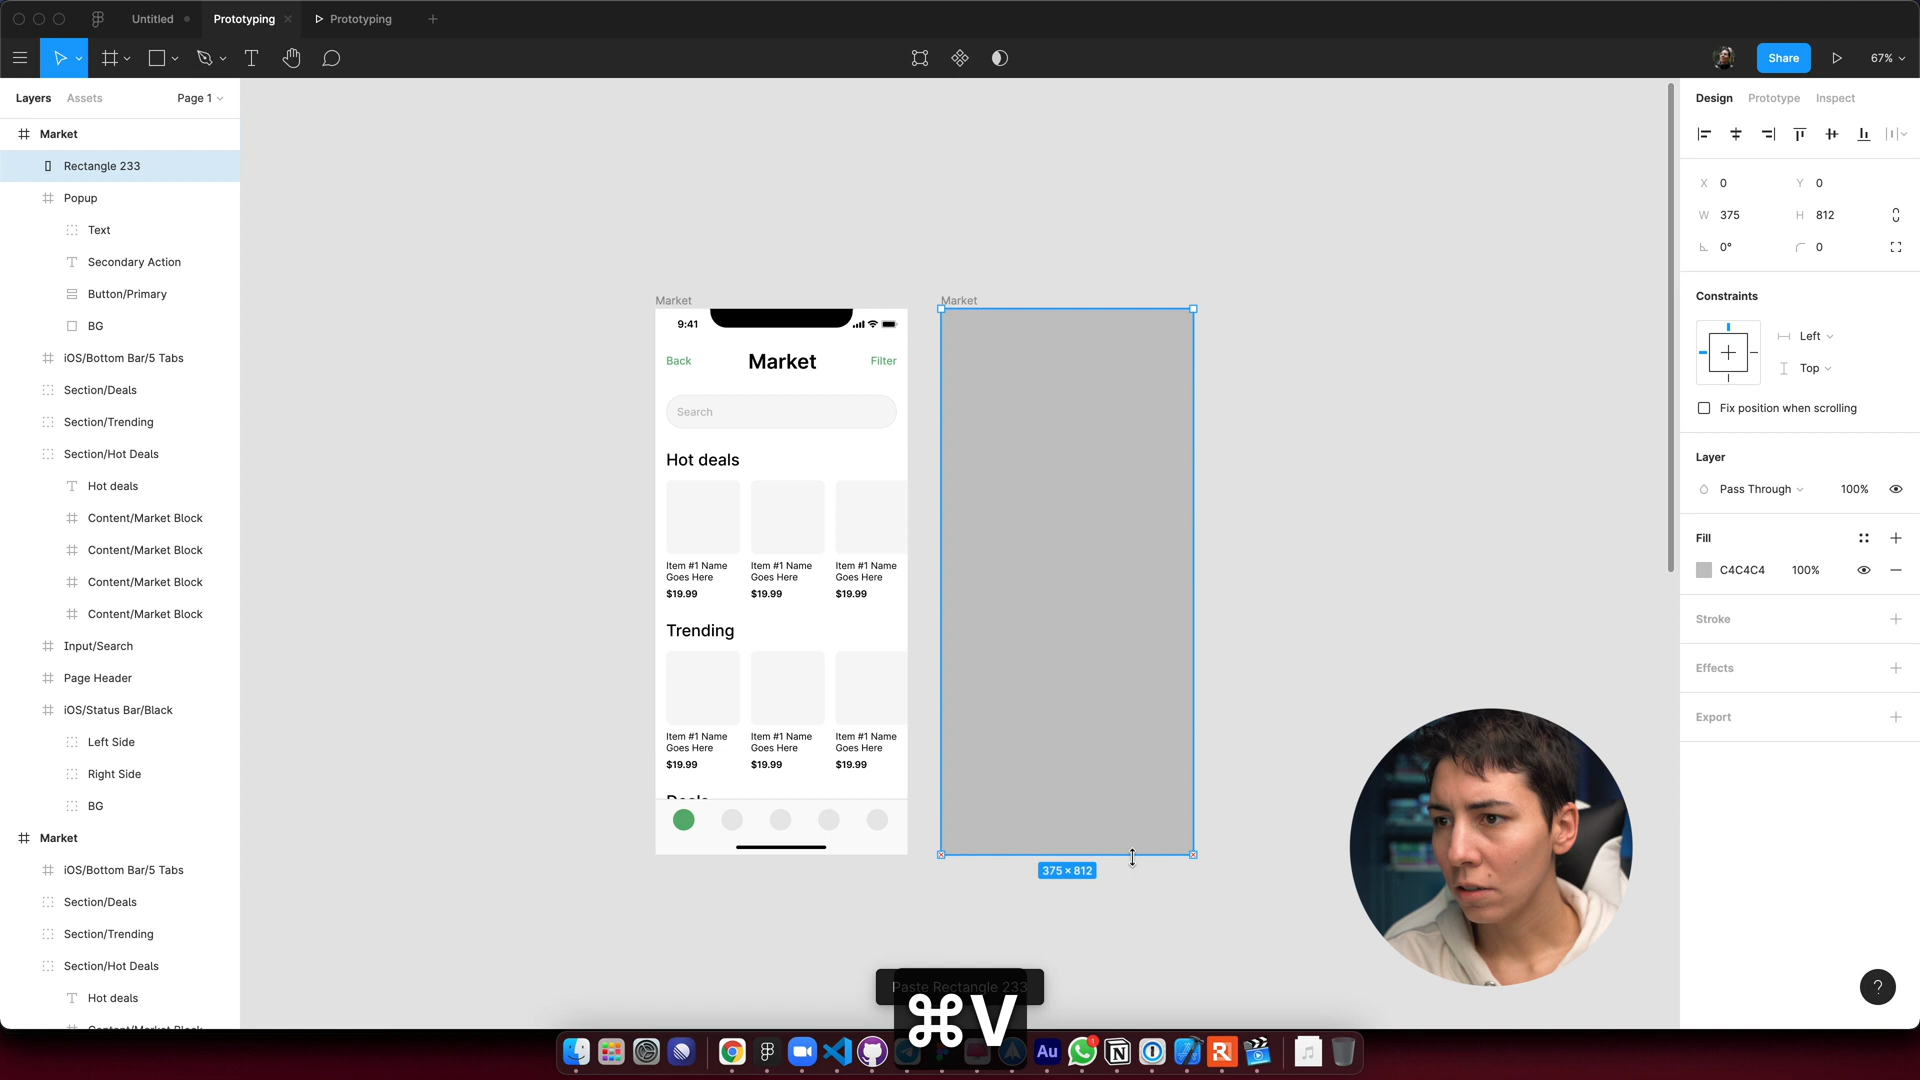 Untitled
Prototyping
Prototyping
Share
67%
Layers
Assets
Page 1
Market
Rectangle 233
Popup
Text
Secondary Action
Button/Primary
BG
iOS/Bottom Bar/5 Tabs
Section/Deals
Section/Trending
Section/Hot Deals
Hot deals
Content/Market Block
Content/Market Block
Content/Market Block
Content/Market Block
Input/Search
Page Header
iOS/Status Bar/Black
Left Side
Right Side
BG
Market
iOS/Bottom Bar/5 Tabs
Section/Deals
Section/Trending
Section/Hot Deals
Hot deals
Content/Market Block
Market
9:41
Back
Market
Filter
Search
Hot deals
Item #1 Name Goes Here
$19.99
Item #1 Name Goes Here
$19.99
Item #1 Name Goes Here
$19.99
Trending
Item #1 Name Goes Here
$19.99
Item #1 Name Goes Here
$19.99
Item #1 Name Goes Here
$19.99
Deals
Market
375 × 812
Paste Rectangle 233
⌘V
Design
Prototype
Inspect
X 0
Y 0
W 375
H 812
0°
0
Constraints
Left
Top
Fix position when scrolling
Layer
Pass Through
100%
Fill
C4C4C4
100%
Stroke
Effects
Export
?
Au
1